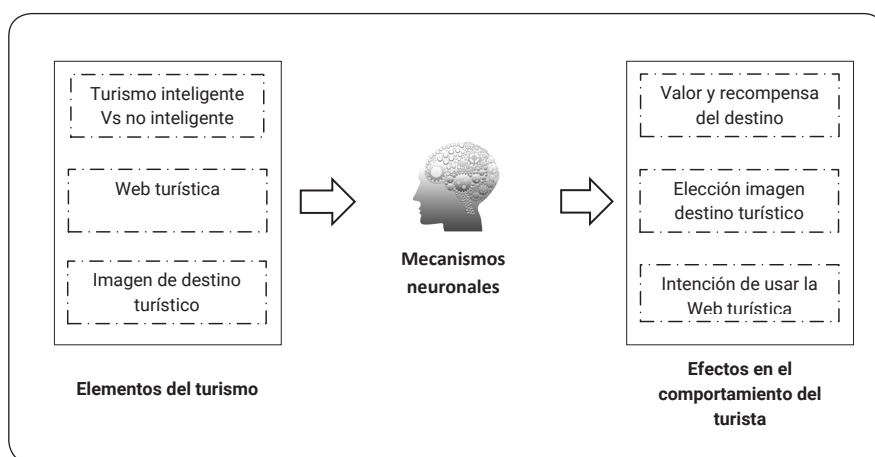 Turismo inteligente
Vs no inteligente
Web turística
Imagen de destino
turístico
Elementos del turismo
Mecanismos
neuronales
Valor y recompensa
del destino
Elección imagen
destino turístico
Intención de usar la
Web turística
Efectos en el
comportamiento del
turista